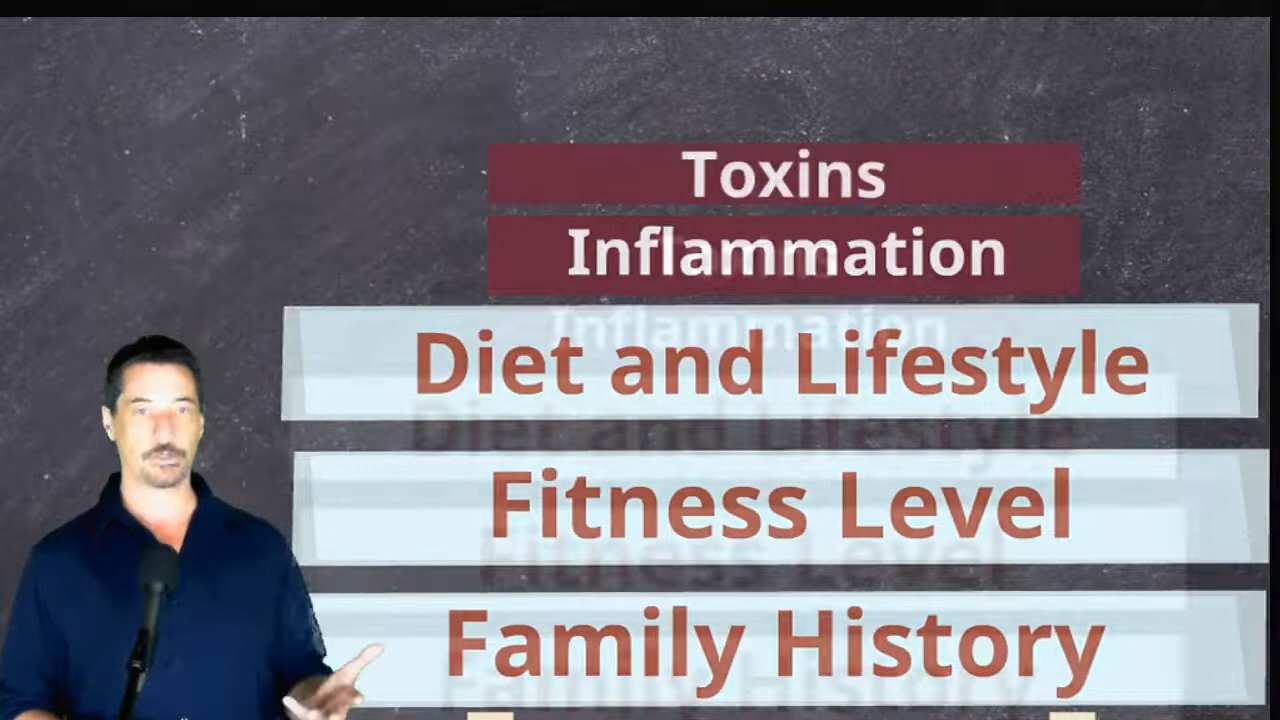 Toxins
Inflammation
Diet and Lifestyle
Fitness Level
Family History